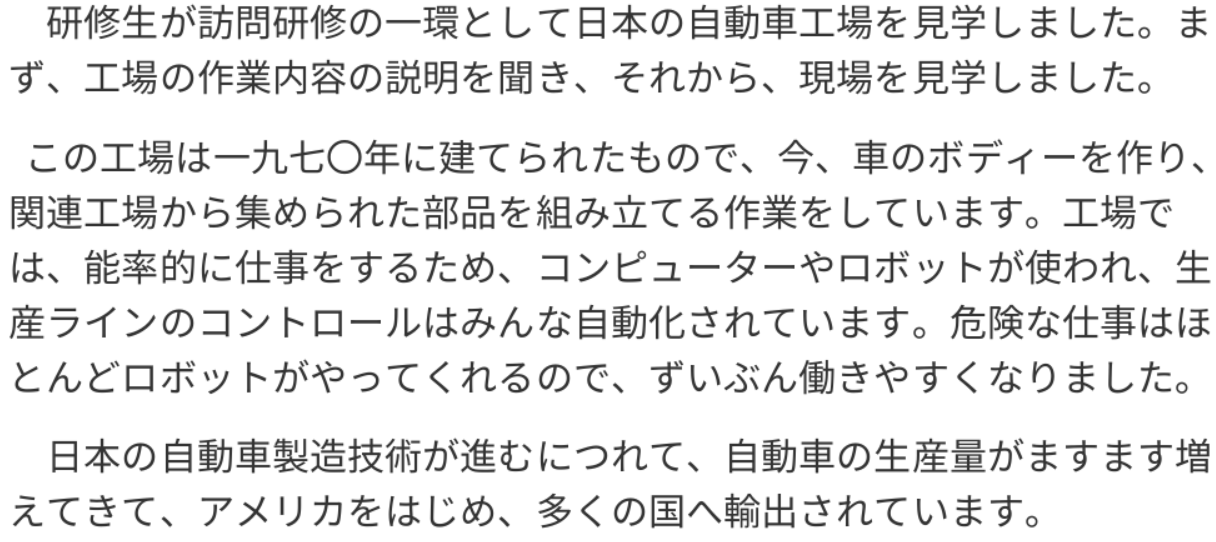 研修生が訪問研修の一環として日本の自動車工場を見学しました。ま
ず、工場の作業内容の説明を聞き、それから、現場を見学しました。
この工場は一九七〇年に建てられたもので、今、車のボディーを作り、
関連工場から集められた部品を組み立てる作業をしています。工場で
は、能率的に仕事をするため、コンピューターやロボットが使われ、生
産ラインのコントロールはみんな自動化されています。危険な仕事はほ
とんどロボットがやってくれるので、ずいぶん働きやすくなりました。
日本の自動車製造技術が進むにつれて、自動車の生産量がますます増
えてきて、アメリカをはじめ、多くの国へ輸出されています。